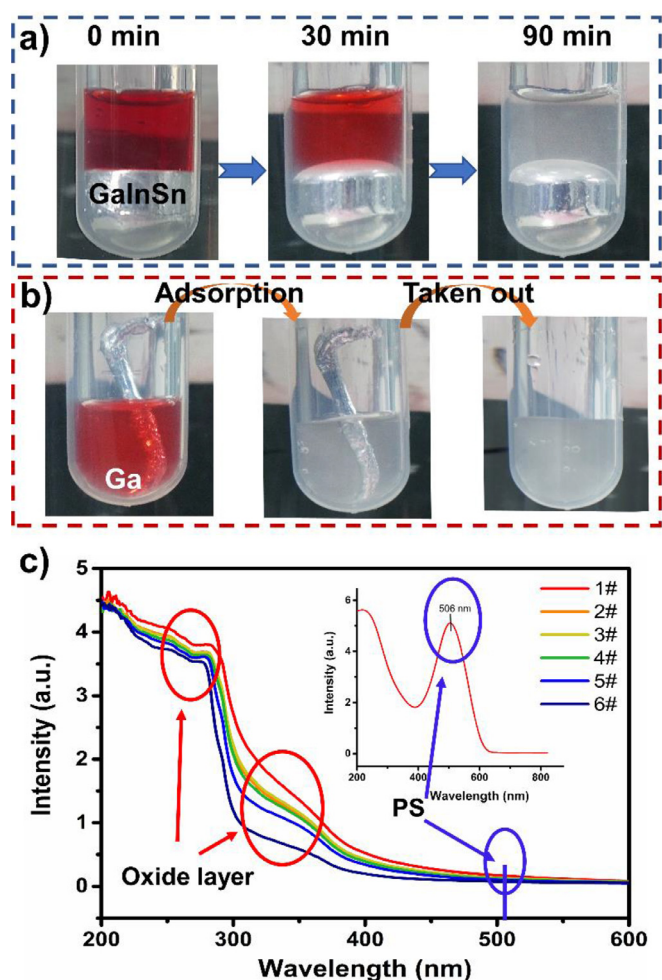 a) 0 min 30 min 90 min
GaInSn
b) Adsorption Taken out
Ga
c)
5
4
3
2
1
0
Intensity (a.u.)
200 300 400 500 600
Wavelength (nm)
Oxide layer
PS
506 nm
6
4
2
0
Intensity (a.u.)
200 400 600 800
Wavelength (nm)
1#
2#
3#
4#
5#
6#